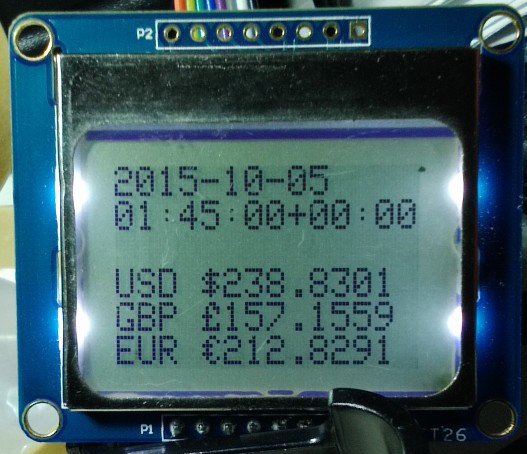 P2
2015-10-05
01:45:00+00:00
USD $238.8301
GBP £157.1559
EUR €212.8291
P1
T26